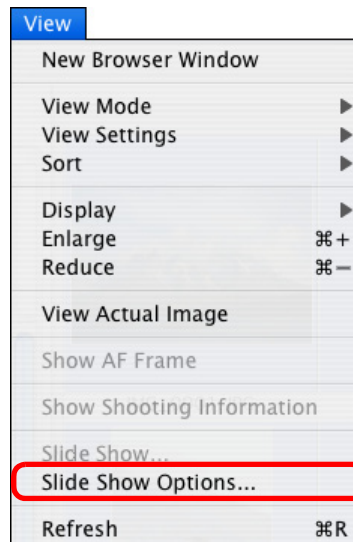 View
New Browser Window
View Mode
View Settings
Sort
Display
Enlarge ⌘+
Reduce ⌘−
View Actual Image
Show AF Frame
Show Shooting Information
Slide Show...
Slide Show Options...
Refresh ⌘R